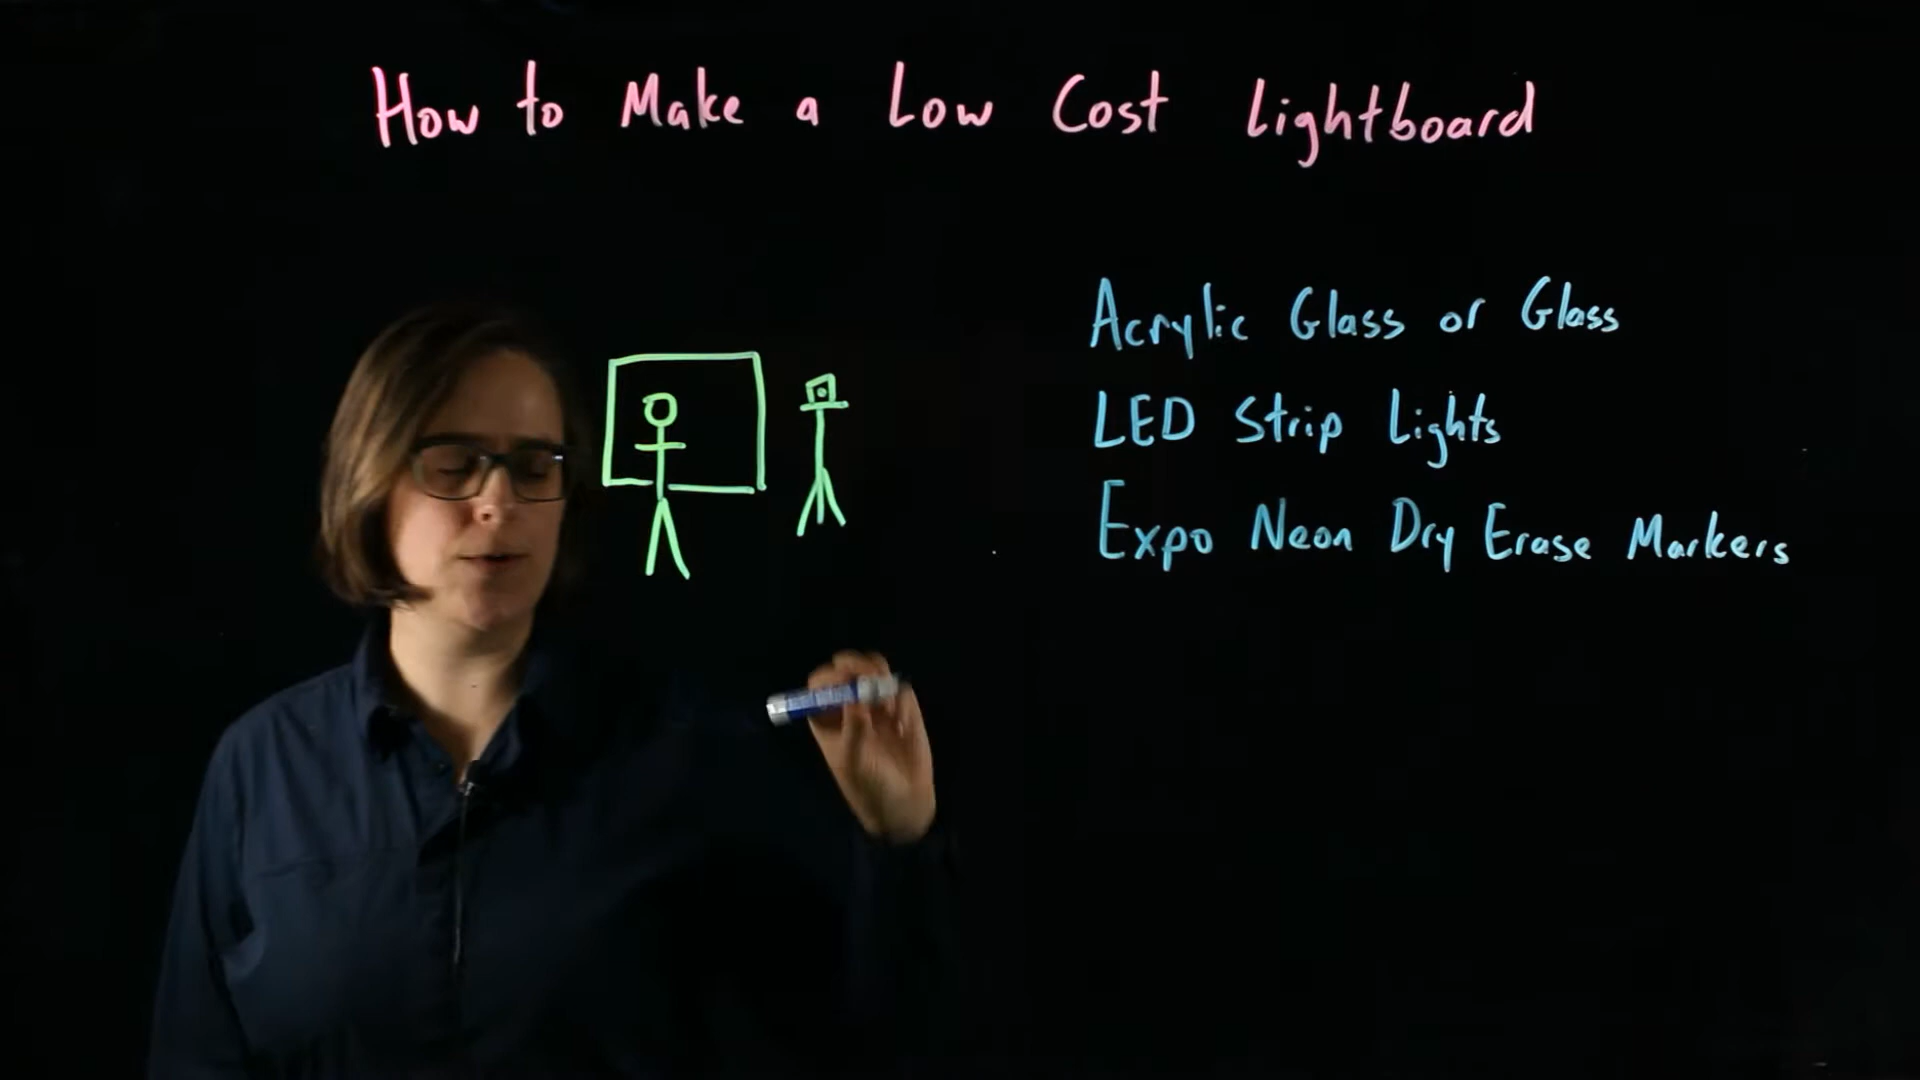 How to Make a Low Cost Lightboard
Acrylic Glass or Glass
LED Strip Lights
Expo Neon Dry Erase Markers